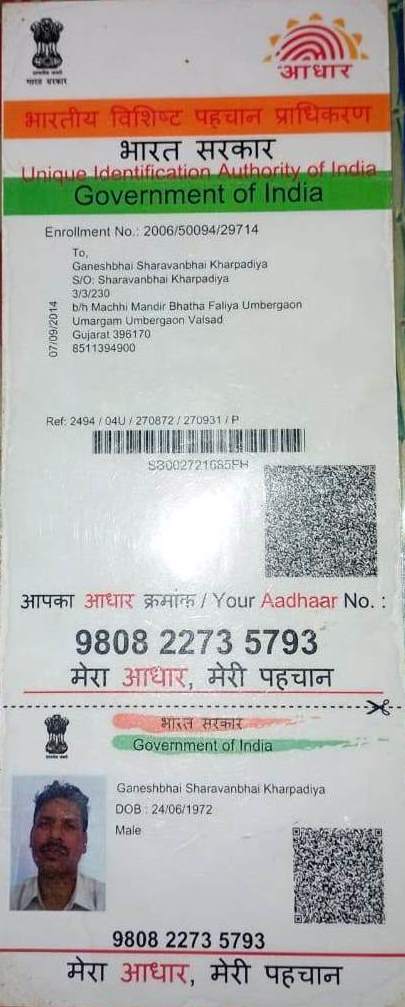 भारत सरकार
आधार
भारतीय विशिष्ट पहचान प्राधिकरण
भारत सरकार
Unique Identification Authority of India
Government of India
Enrollment No.: 2006/50094/29714
To,
Ganeshbhai Sharavanbhai Kharpadiya
S/O: Sharavanbhai Kharpadiya
3/3/230
b/h Machhi Mandir Bhatha Faliya Umbergaon
Umargam Umbergaon Valsad
Gujarat 396170
8511394900
07/09/2014
Ref: 2494 / 04U / 270872 / 270931 / P
आपका आधार क्रमांक / Your Aadhaar No. :
9808 2273 5793
मेरा आधार, मेरी पहचान
भारत सरकार
Government of India
Ganeshbhai Sharavanbhai Kharpadiya
DOB : 24/06/1972
Male
9808 2273 5793
मेरा आधार, मेरी पहचान